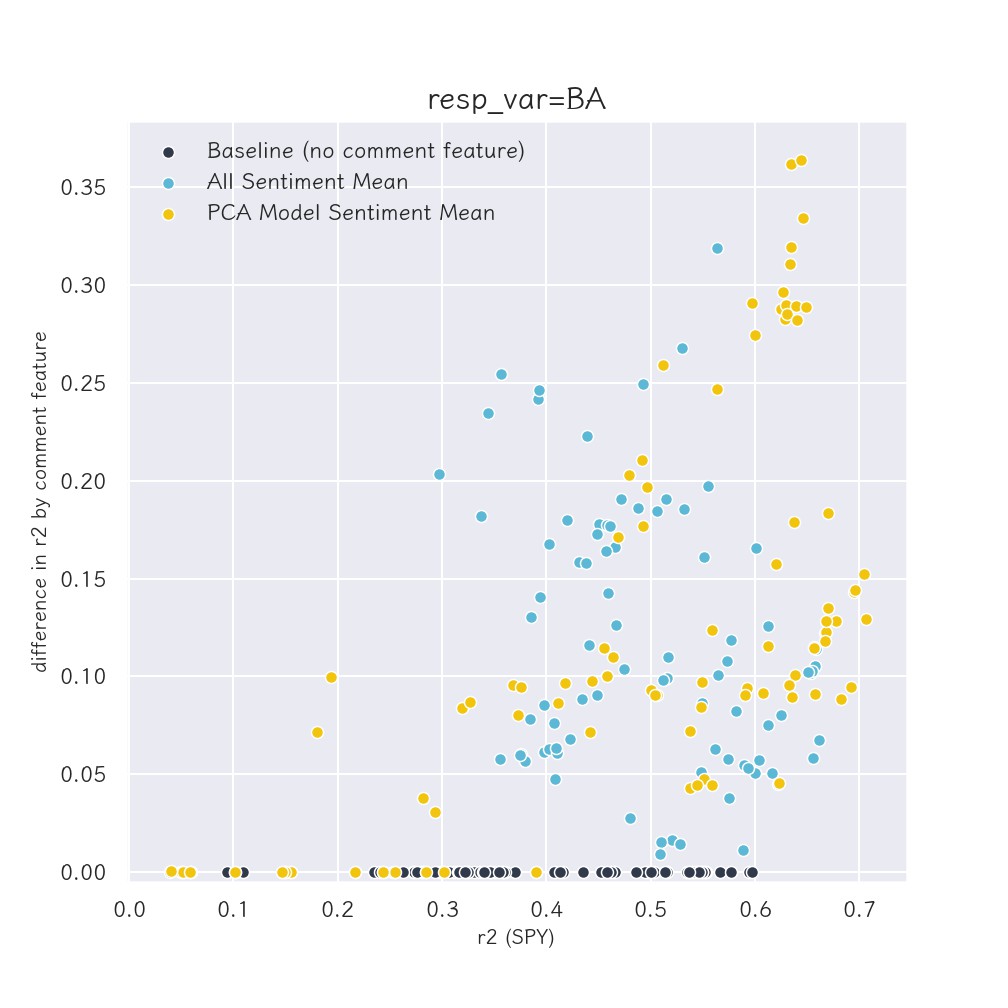 resp_var=BA
Baseline (no comment feature)
All Sentiment Mean
PCA Model Sentiment Mean
difference in r2 by comment feature
0.35
0.30
0.25
0.20
0.15
0.10
0.05
0.00
0.0 0.1 0.2 0.3 0.4 0.5 0.6 0.7
r2 (SPY)